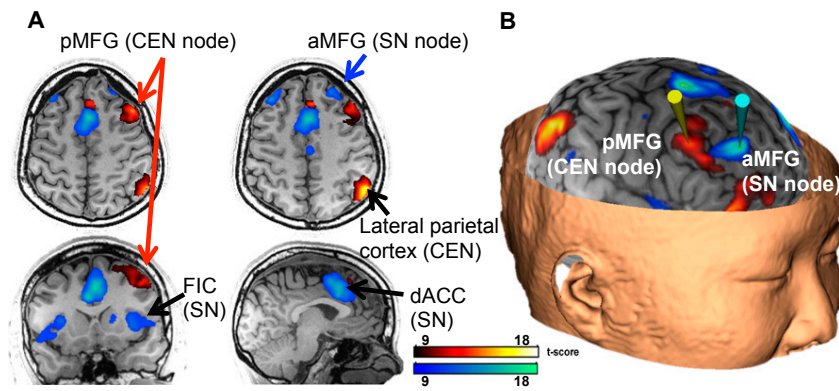 A
pMFG (CEN node)
aMFG (SN node)
Lateral parietal
cortex (CEN)
FIC
(SN)
dACC
(SN)
9
18
t-score
9
18
B
pMFG
(CEN node)
aMFG
(SN node)